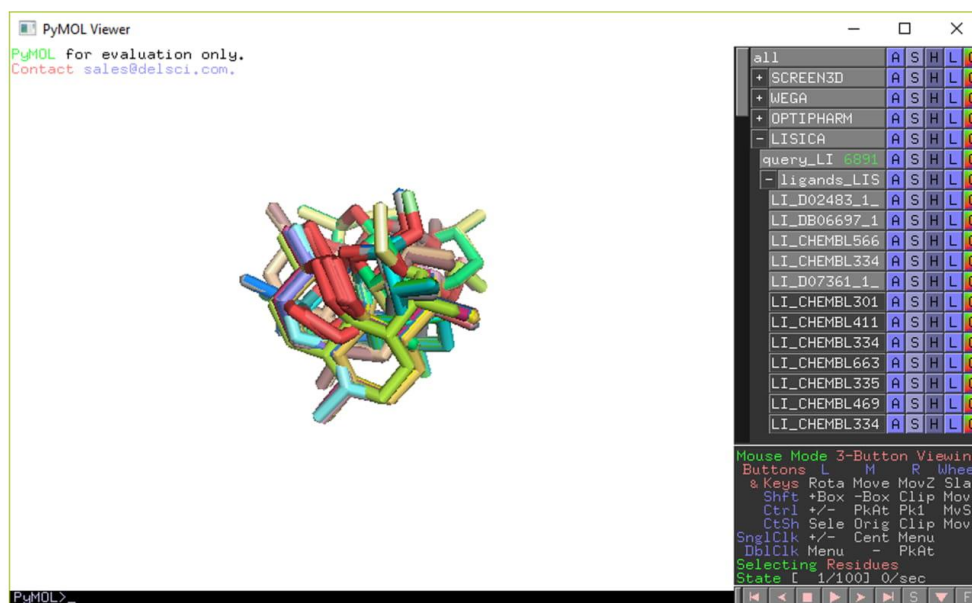 PyMOL Viewer
PyMOL for evaluation only.
Contact sales@delsci.com.
all A S H L
+ SCREEN3D A S H L
+ WEGA A S H L
+ OPTIPHARM A S H L
- LISICA A S H L
query_LI 6891 A S H L
- ligands_LIS A S H L
LI_D02483_1_ A S H L
LI_DB06697_1 A S H L
LI_CHEMBL566 A S H L
LI_CHEMBL334 A S H L
LI_D07361_1_ A S H L
LI_CHEMBL301 A S H L
LI_CHEMBL411 A S H L
LI_CHEMBL334 A S H L
LI_CHEMBL663 A S H L
LI_CHEMBL335 A S H L
LI_CHEMBL469 A S H L
LI_CHEMBL334 A S H L
Mouse Mode 3-Button Viewin
Buttons L M R Whee
& Keys Rota Move MovZ Sla
Shft +Box -Box Clip Mov
Ctrl +/- PkAt Pk1 MvS
CtSh Sele Orig Clip Mov
SnglClk +/- Cent Menu
DblClk Menu - PkAt
Selecting Residues
State [ 1/100] 0/sec
PyMOL>_
S F